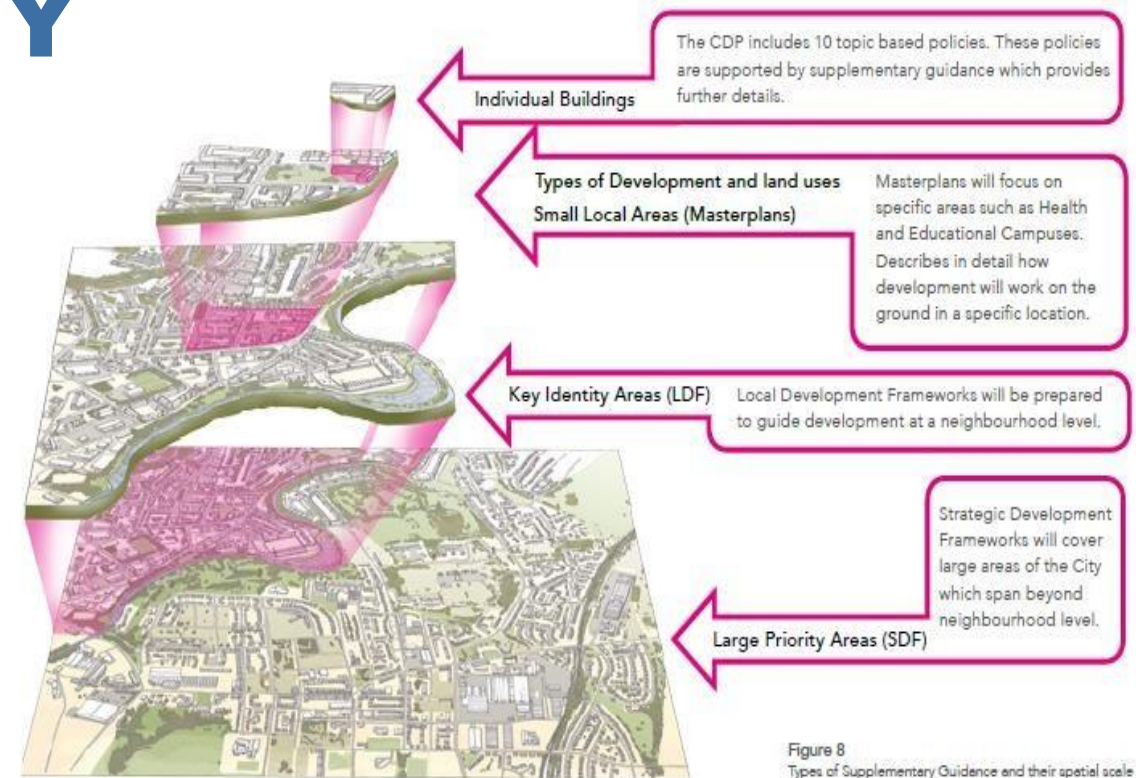 Y
The CDP includes 10 topic based policies. These policies
are supported by supplementary guidance which provides
further details.
Individual Buildings
Types of Development and land uses
Small Local Areas (Masterplans)
Masterplans will focus on
specific areas such as Health
and Educational Campuses.
Describes in detail how
development will work on the
ground in a specific location.
Key Identity Areas (LDF)
Local Development Frameworks will be prepared
to guide development at a neighbourhood level.
Strategic Development
Frameworks will cover
large areas of the City
which span beyond
neighbourhood level.
Large Priority Areas (SDF)
Figure 8
Types of Supplementary Guidance and their spatial scale